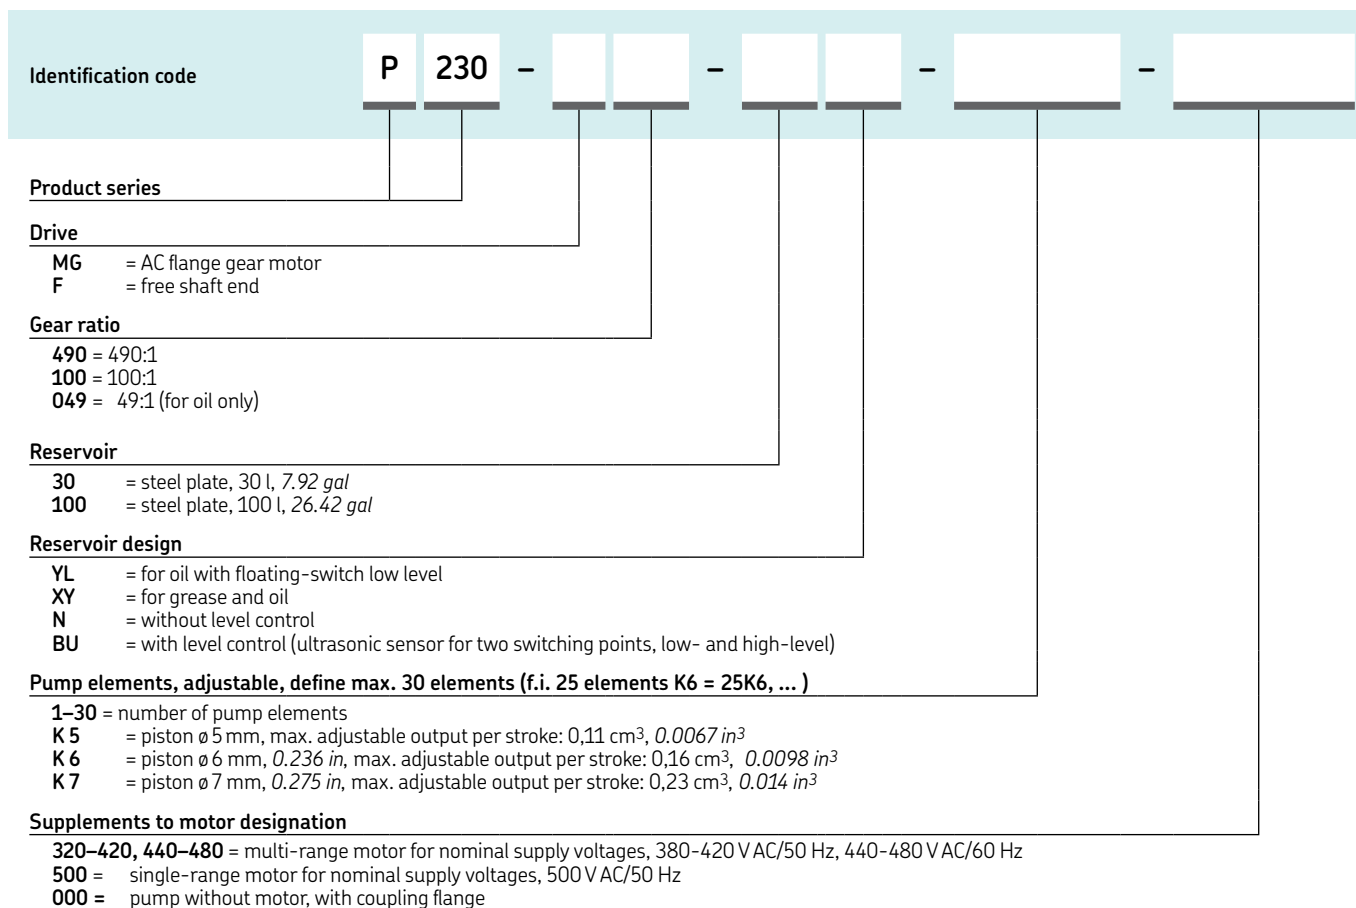 Identification code P 230 – – – –
Product series
Drive
MG = AC flange gear motor
F = free shaft end
Gear ratio
490 = 490:1
100 = 100:1
049 = 49:1 (for oil only)
Reservoir
30 = steel plate, 30 l, 7.92 gal
100 = steel plate, 100 l, 26.42 gal
Reservoir design
YL = for oil with floating-switch low level
XY = for grease and oil
N = without level control
BU = with level control (ultrasonic sensor for two switching points, low- and high-level)
Pump elements, adjustable, define max. 30 elements (f.i. 25 elements K6 = 25K6, ... )
1–30 = number of pump elements
K 5 = piston ø 5 mm, max. adjustable output per stroke: 0,11 cm³, 0.0067 in³
K 6 = piston ø 6 mm, 0.236 in, max. adjustable output per stroke: 0,16 cm³, 0.0098 in³
K 7 = piston ø 7 mm, 0.275 in, max. adjustable output per stroke: 0,23 cm³, 0.014 in³
Supplements to motor designation
320–420, 440–480 = multi-range motor for nominal supply voltages, 380-420 V AC/50 Hz, 440-480 V AC/60 Hz
500 = single-range motor for nominal supply voltages, 500 V AC/50 Hz
000 = pump without motor, with coupling flange